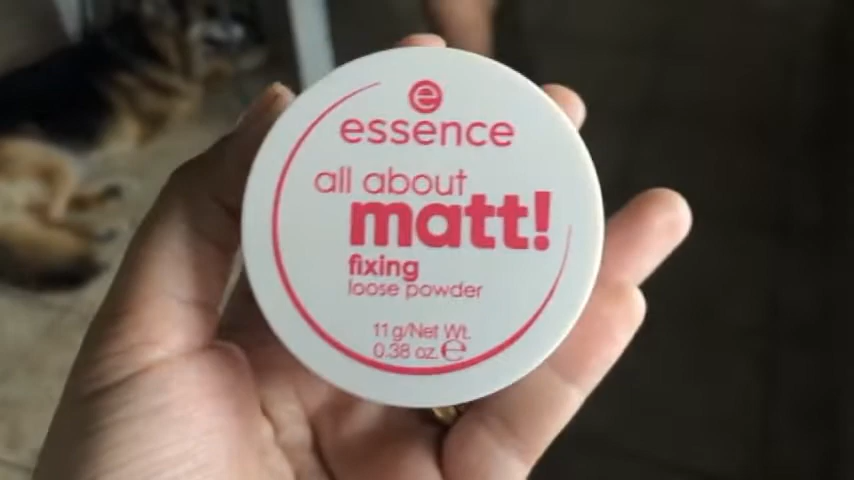 e
essence
all about
matt!
fixing
loose powder
11 g/Net Wt.
0.38 oz. ℮